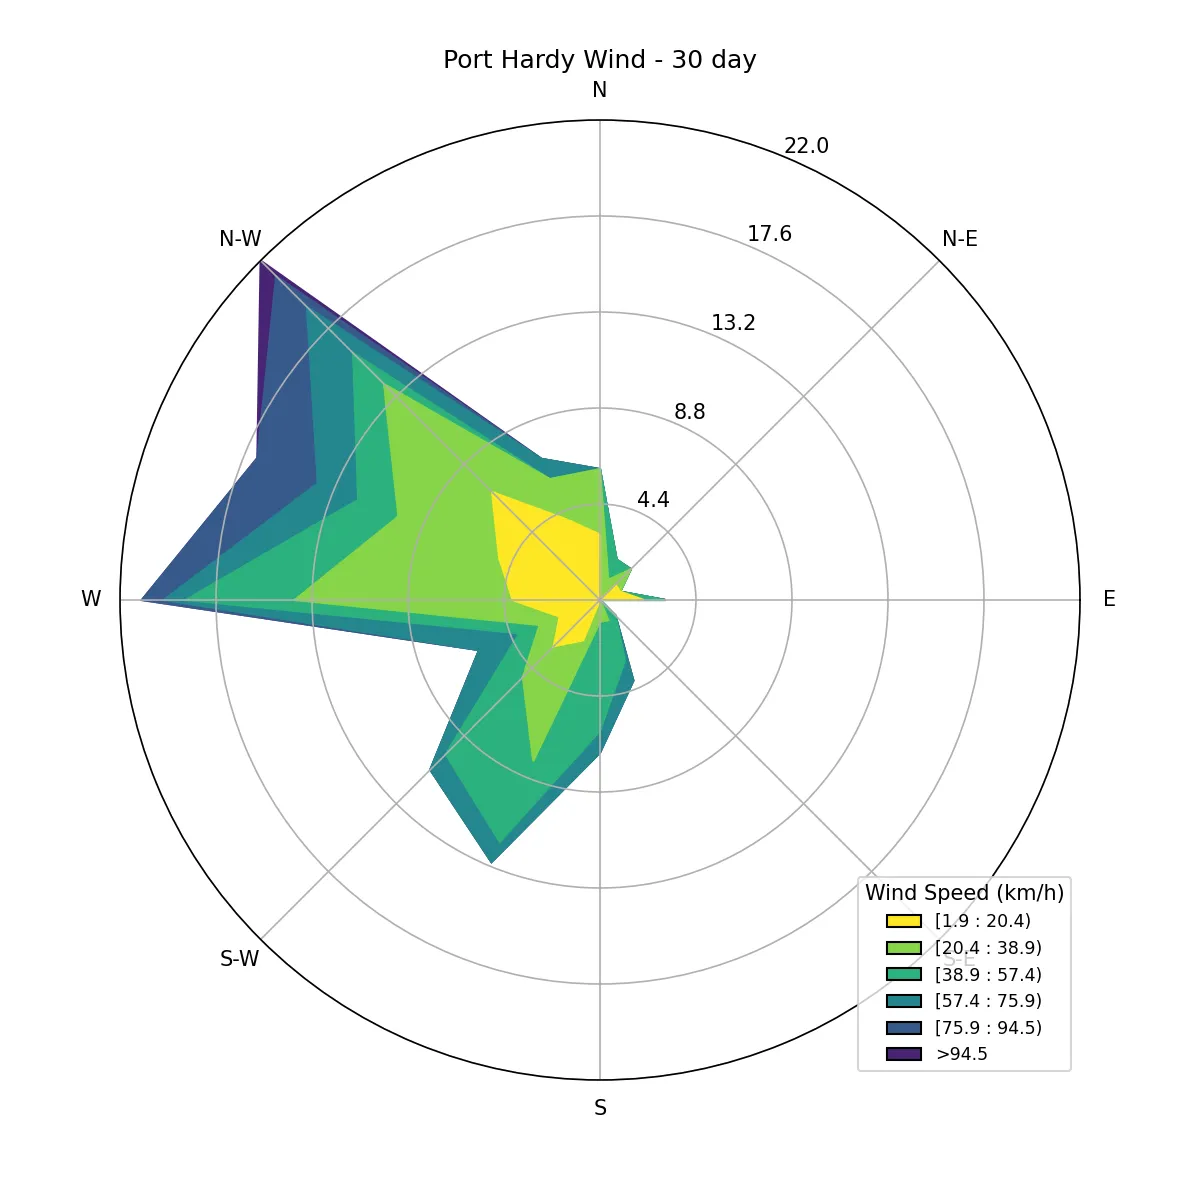 Port Hardy Wind - 30 day
N
22.0
N-W
N-E
17.6
13.2
8.8
4.4
W
E
Wind Speed (km/h)
[1.9 : 20.4)
[20.4 : 38.9)
S-W
S-E
[38.9 : 57.4)
[57.4 : 75.9)
[75.9 : 94.5)
>94.5
S